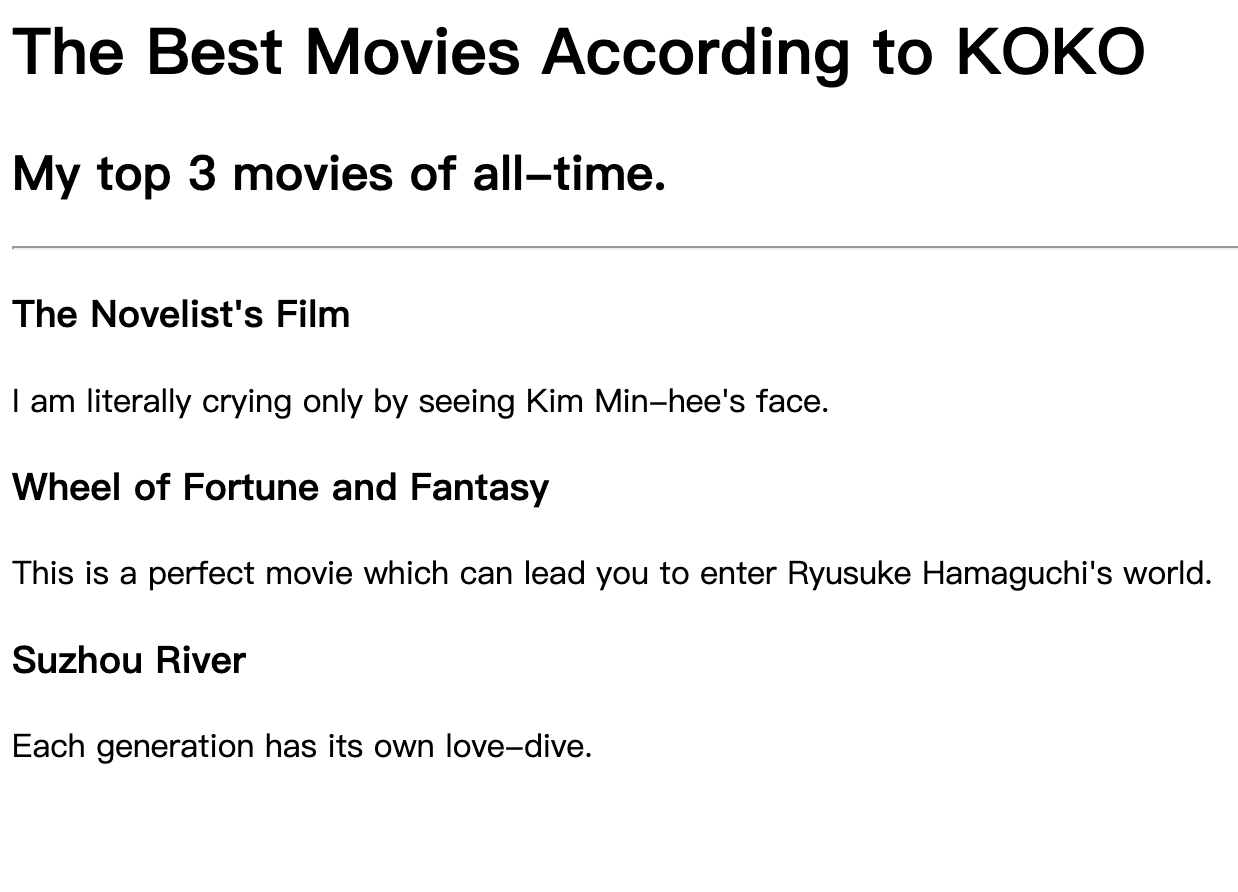 The Best Movies According to KOKO
My top 3 movies of all-time.
The Novelist's Film
I am literally crying only by seeing Kim Min-hee's face.
Wheel of Fortune and Fantasy
This is a perfect movie which can lead you to enter Ryusuke Hamaguchi's world.
Suzhou River
Each generation has its own love-dive.